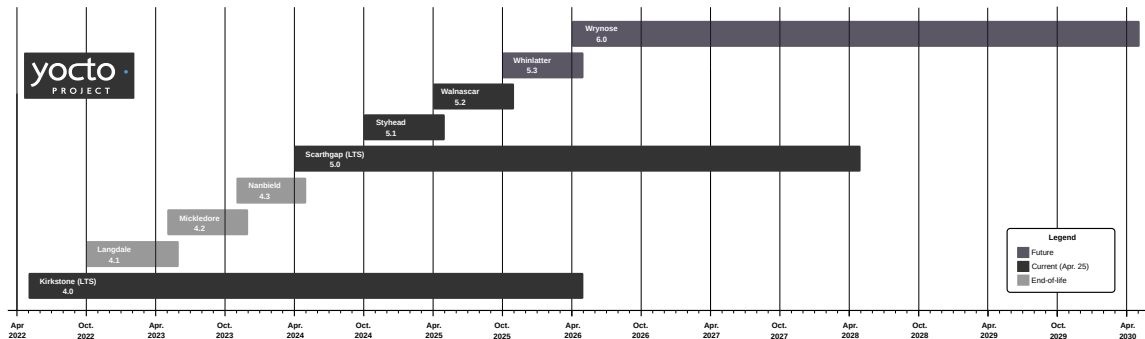 Wrynose
6.0
yocto
PROJECT
Whinlatter
5.3
Walnascar
5.2
Styhead
5.1
Scarthgap (LTS)
5.0
Nanbield
4.3
Mickledore
4.2
Langdale
4.1
Kirkstone (LTS)
4.0
Legend
Future
Current (Apr. 25)
End-of-life
Apr Oct. Apr. Oct. Apr. Oct. Apr. Oct. Apr. Oct. Apr. Oct. Apr. Oct. Apr. Oct. Apr.
2022 2022 2023 2023 2024 2024 2025 2025 2026 2026 2027 2027 2028 2028 2029 2029 2030